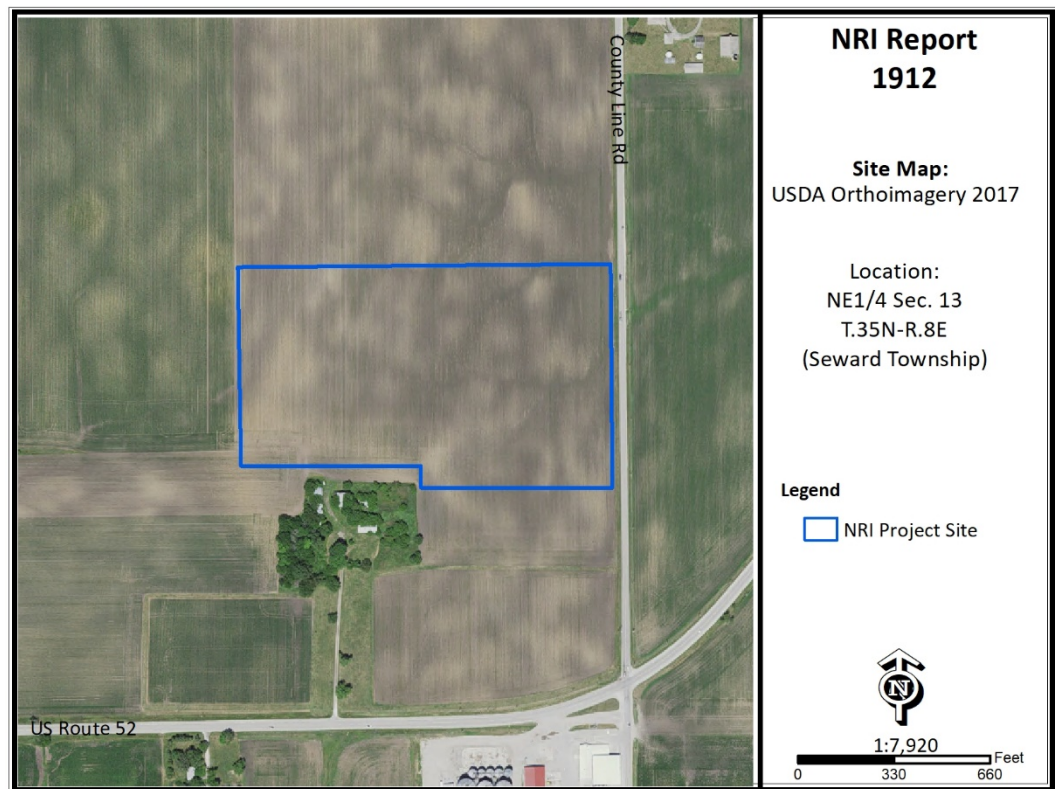 County Line Rd
US Route 52
NRI Report
1912
Site Map:
USDA Orthoimagery 2017
Location:
NE1/4 Sec. 13
T.35N-R.8E
(Seward Township)
Legend
NRI Project Site
N
1:7,920
Feet
0 330 660